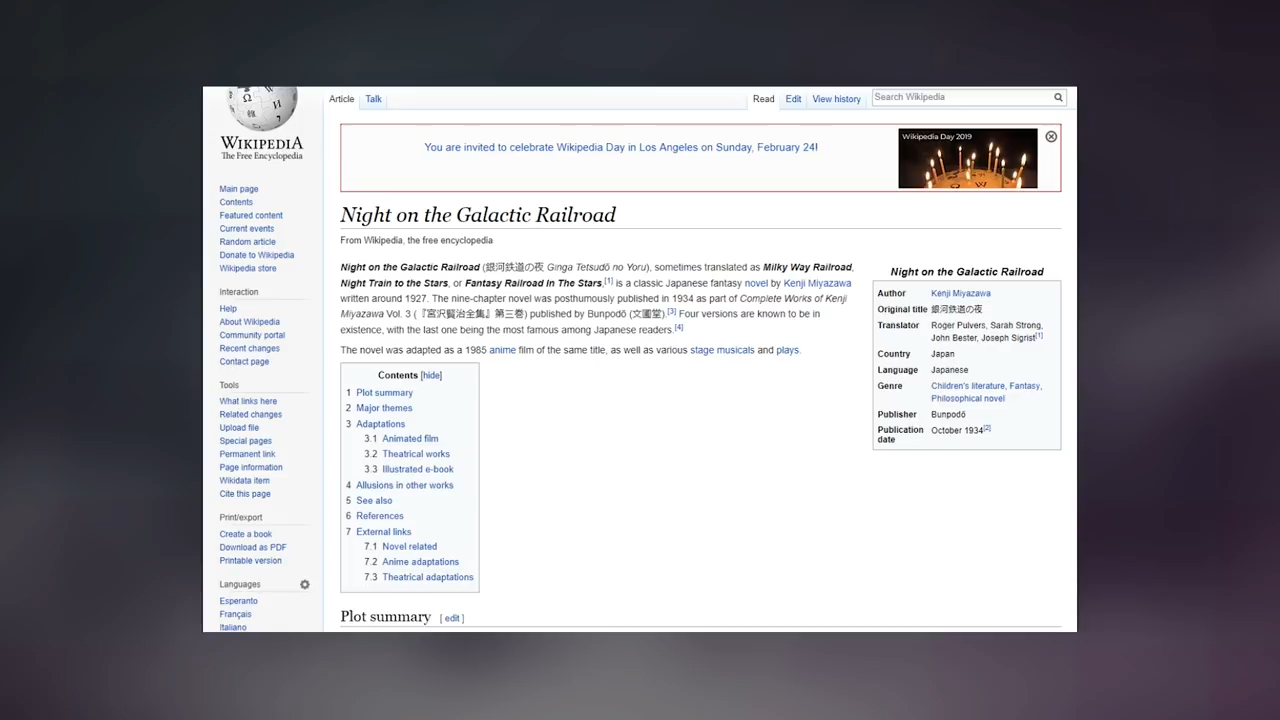 WIKIPEDIA
The Free Encyclopedia
Main page
Contents
Featured content
Current events
Random article
Donate to Wikipedia
Wikipedia store
Interaction
Help
About Wikipedia
Community portal
Recent changes
Contact page
Tools
What links here
Related changes
Upload file
Special pages
Permanent link
Page information
Wikidata item
Cite this page
Print/export
Create a book
Download as PDF
Printable version
Languages
Esperanto
Français
Italiano
Article Talk Read Edit View history Search Wikipedia
You are invited to celebrate Wikipedia Day in Los Angeles on Sunday, February 24!
Wikipedia Day 2019
Night on the Galactic Railroad
From Wikipedia, the free encyclopedia
Night on the Galactic Railroad (銀河鉄道の夜 Ginga Tetsudō no Yoru), sometimes translated as Milky Way Railroad,
Night Train to the Stars, or Fantasy Railroad In The Stars,[1] is a classic Japanese fantasy novel by Kenji Miyazawa
written around 1927. The nine-chapter novel was posthumously published in 1934 as part of Complete Works of Kenji
Miyazawa Vol. 3 (『宮沢賢治全集』第三巻) published by Bunpodō (文圃堂).[3] Four versions are known to be in
existence, with the last one being the most famous among Japanese readers.[4]
The novel was adapted as a 1985 anime film of the same title, as well as various stage musicals and plays.
Contents [hide]
1 Plot summary
2 Major themes
3 Adaptations
3.1 Animated film
3.2 Theatrical works
3.3 Illustrated e-book
4 Allusions in other works
5 See also
6 References
7 External links
7.1 Novel related
7.2 Anime adaptations
7.3 Theatrical adaptations
Plot summary [ edit ]
Night on the Galactic Railroad
Author Kenji Miyazawa
Original title 銀河鉄道の夜
Translator Roger Pulvers, Sarah Strong,
John Bester, Joseph Sigrist[1]
Country Japan
Language Japanese
Genre Children's literature, Fantasy,
Philosophical novel
Publisher Bunpodō
Publication October 1934[2]
date